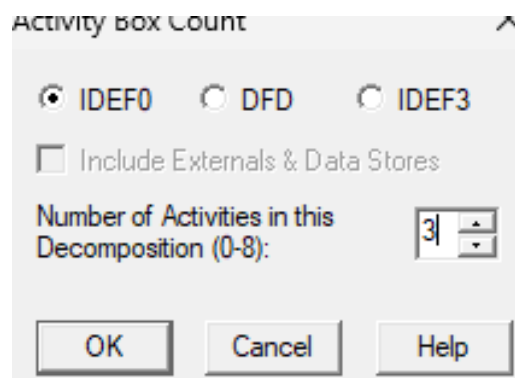 Activity Box Count
IDEF0 DFD IDEF3
Include Externals & Data Stores
Number of Activities in this
Decomposition (0-8):
3
OK Cancel Help